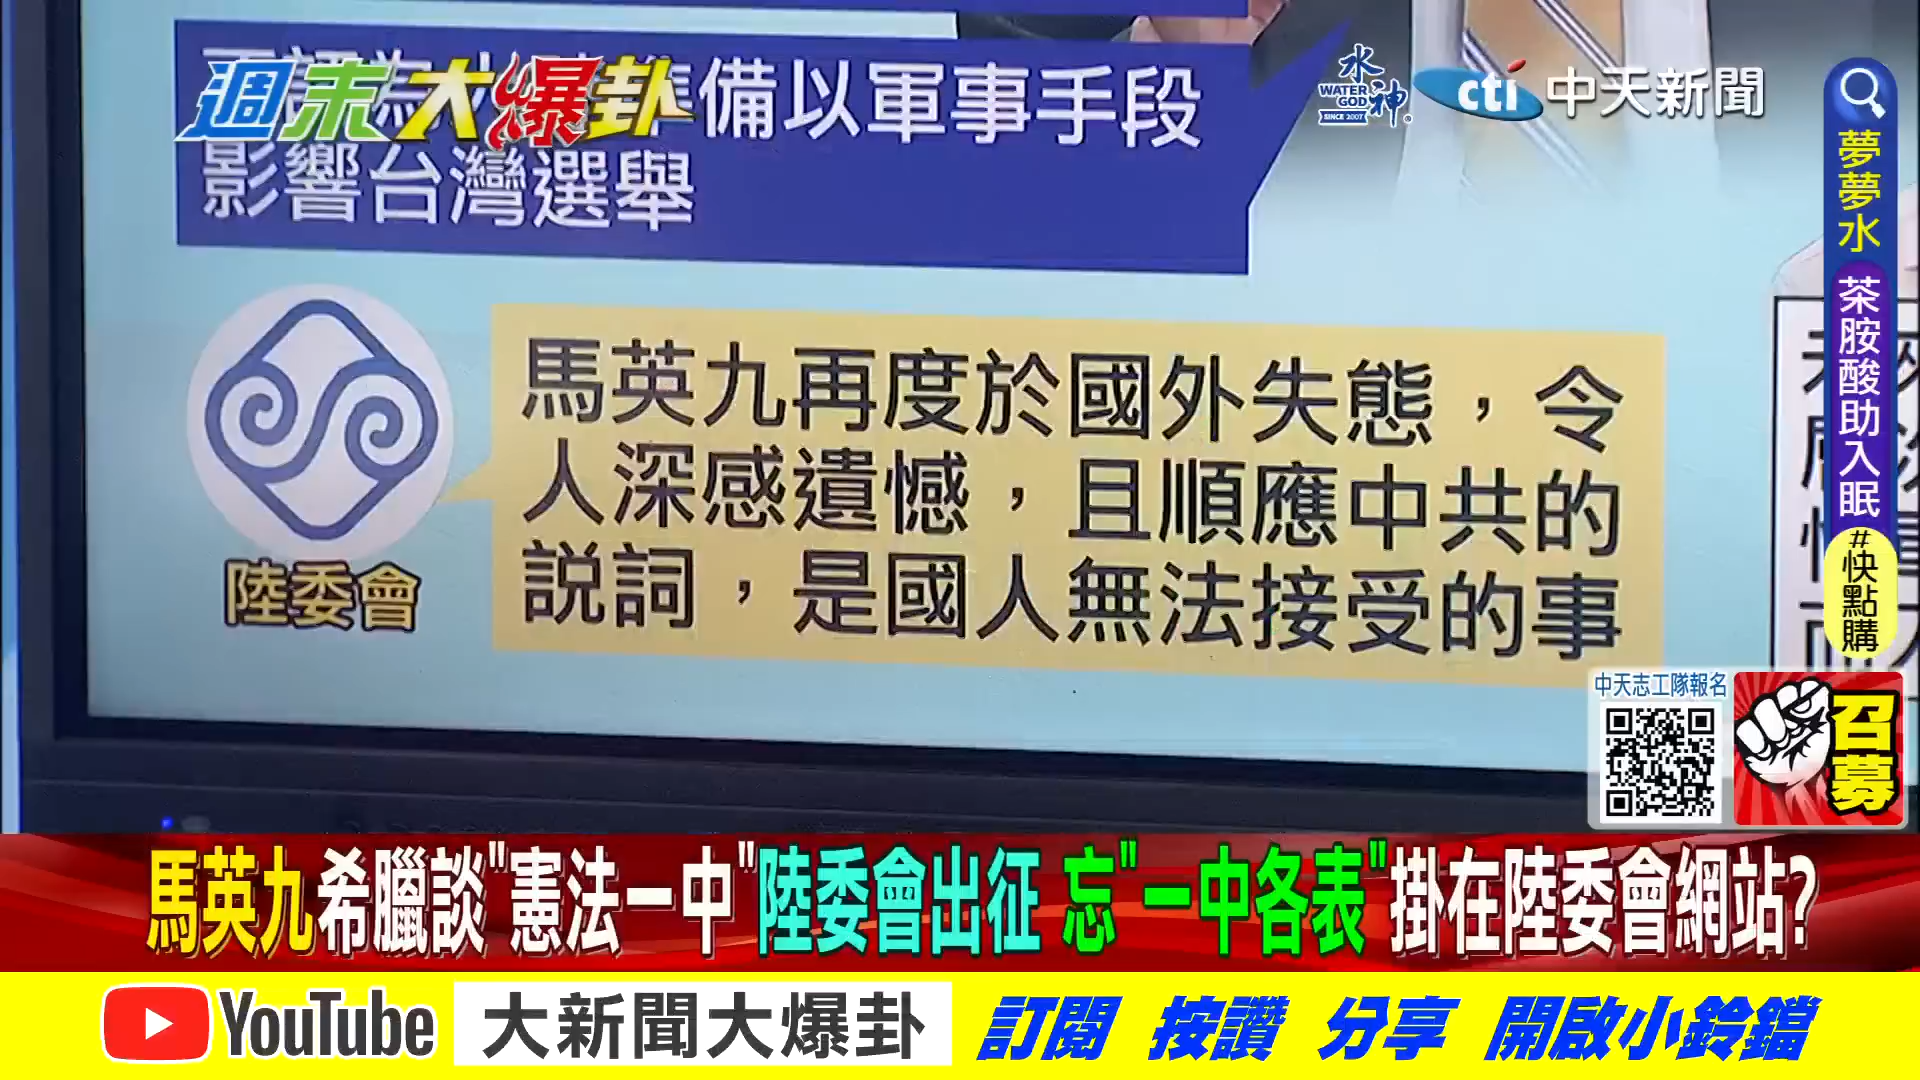 週末大爆卦
備以軍事手段
影響台灣選舉
水神
WATER GOD
SINCE 2007
cti 中天新聞
夢夢水
茶胺酸助入眠
#快點購
馬英九再度於國外失態，令
人深感遺憾，且順應中共的
説詞，是國人無法接受的事
陸委會
中天志工隊報名
召募
馬英九希臘談"憲法一中"陸委會出征 忘"一中各表"掛在陸委會網站?
YouTube 大新聞大爆卦 訂閱 按讚 分享 開啟小鈴鐺